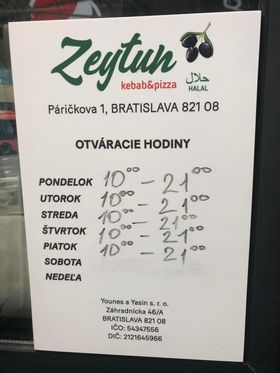 Zeytun
kebab&pizza
حلال
HALAL
Páričkova 1, BRATISLAVA 821 08
OTVÁRACIE HODINY
PONDELOK 10⁰⁰ – 21⁰⁰
UTOROK 10⁰⁰ – 21⁰⁰
STREDA 10⁰⁰ – 21⁰⁰
ŠTVRTOK 10⁰⁰ – 21⁰⁰
PIATOK 10⁰⁰ – 21⁰⁰
SOBOTA
NEDEĽA
Younes a Yasin s. r. o.
Záhradnícka 46/A
BRATISLAVA 821 08
IČO: 54347556
DIČ: 2121645966